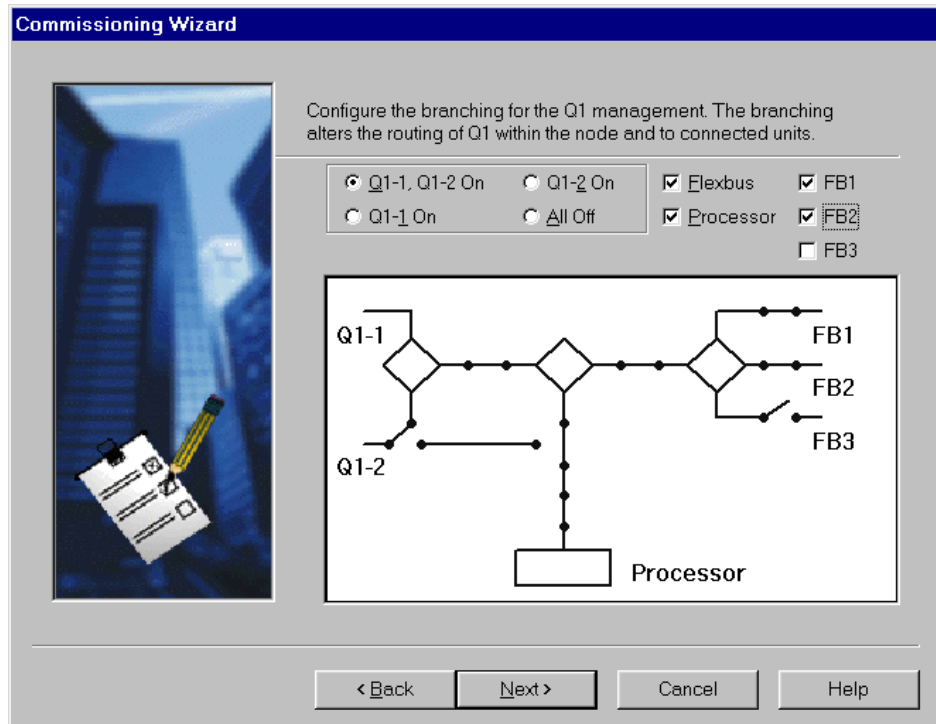 Commissioning Wizard
Configure the branching for the Q1 management. The branching
alters the routing of Q1 within the node and to connected units.
Q1-1, Q1-2 On Q1-2 On Flexbus FB1
Q1-1 On All Off Processor FB2
FB3
Q1-1 FB1
FB2
FB3
Q1-2
Processor
< Back Next > Cancel Help